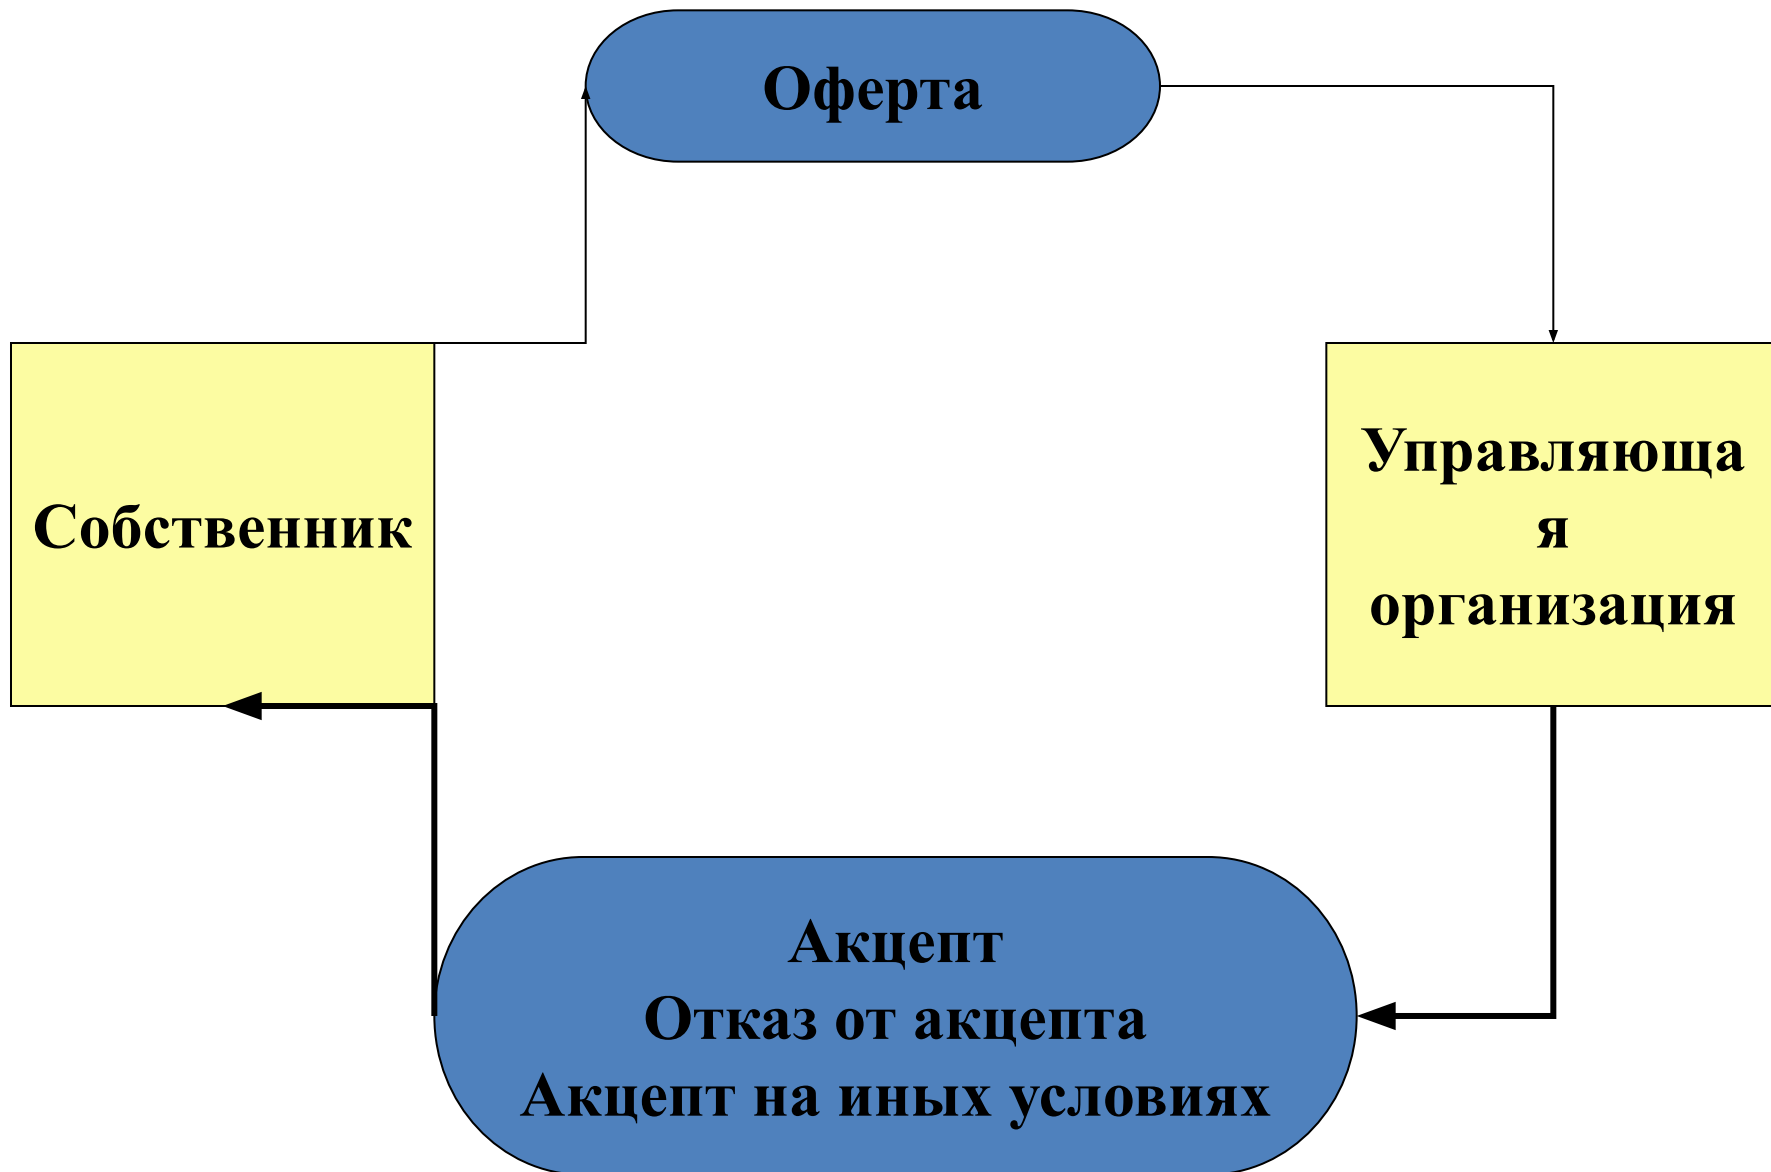 Оферта
Собственник
Управляюща
я
организация
Акцепт
Отказ от акцепта
Акцепт на иных условиях